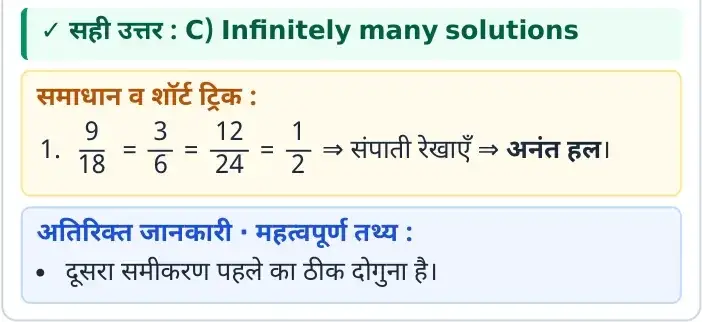 ✓ सही उत्तर : C) Infinitely many solutions
समाधान व शॉर्ट ट्रिक :
1. 9/18 = 3/6 = 12/24 = 1/2 ⇒ संपाती रेखाएँ ⇒ अनंत हल।
अतिरिक्त जानकारी • महत्वपूर्ण तथ्य :
• दूसरा समीकरण पहले का ठीक दोगुना है।